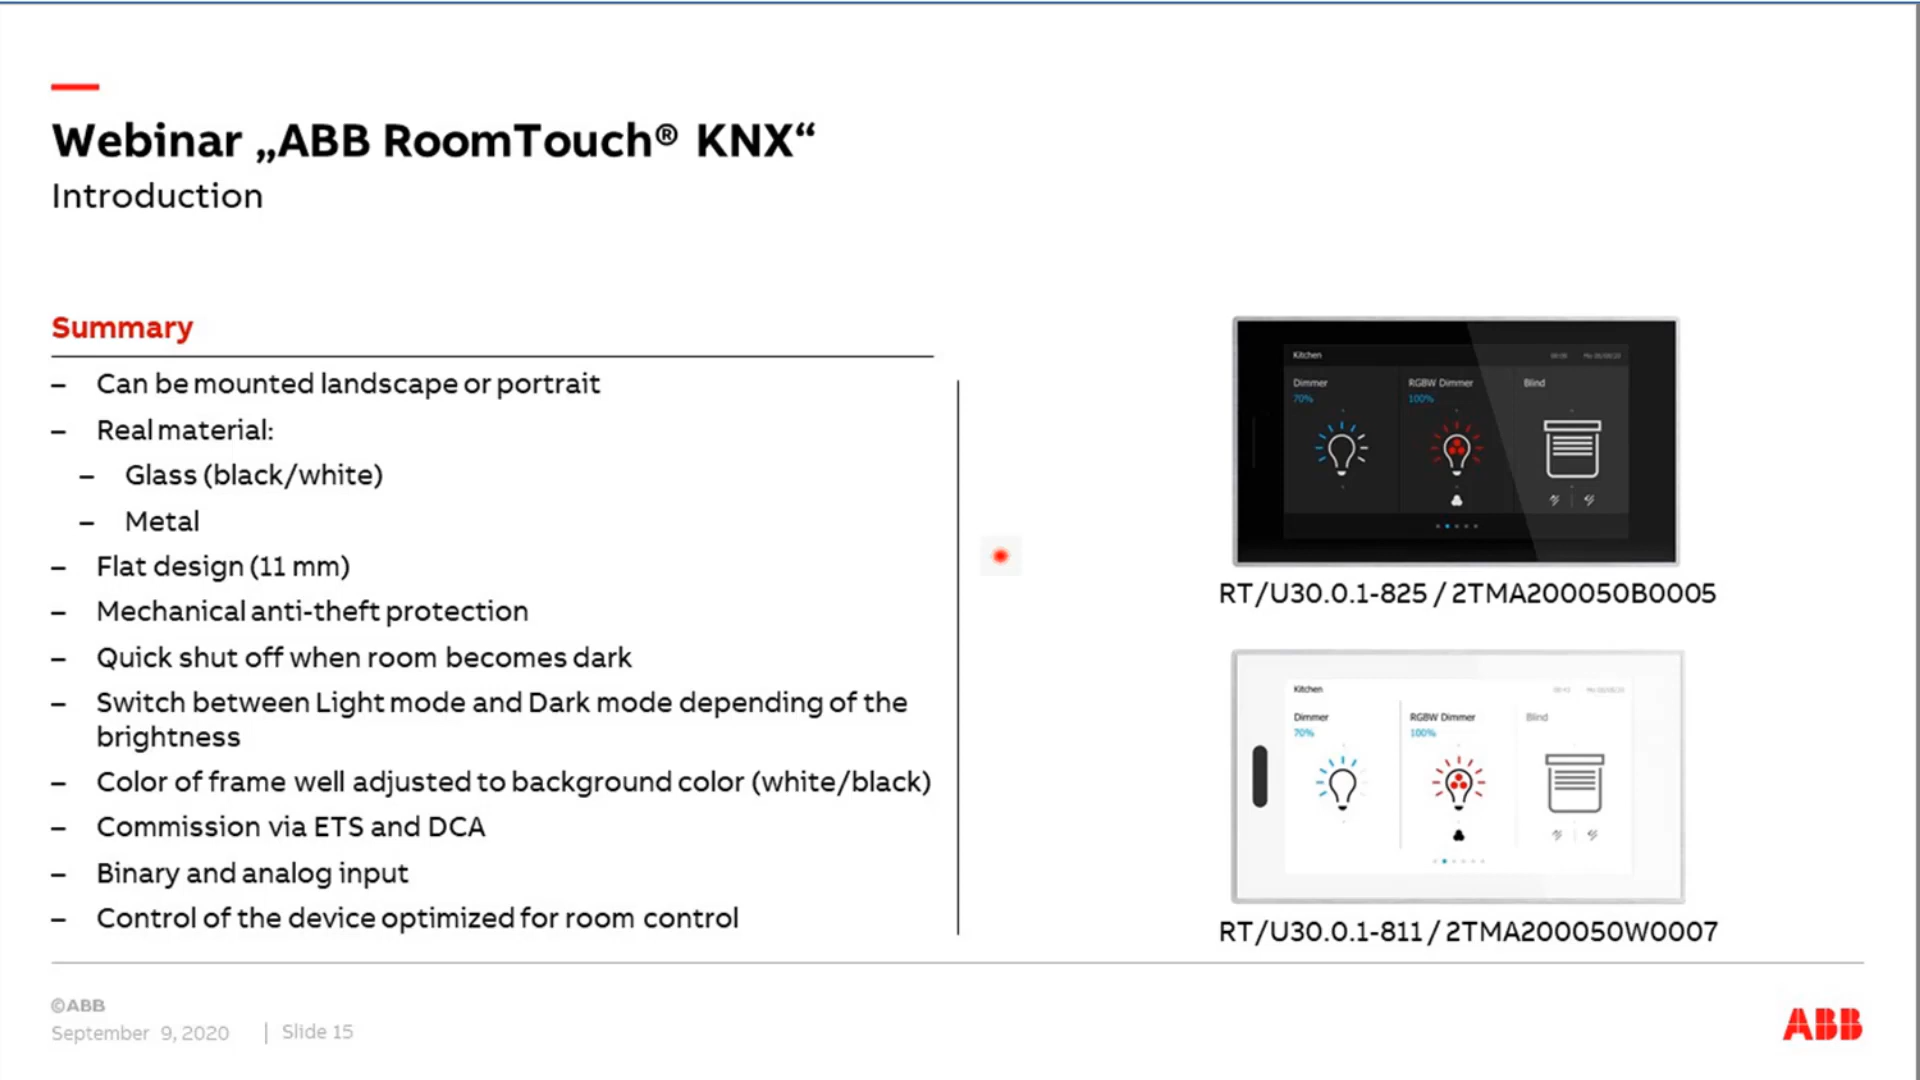 Webinar „ABB RoomTouch® KNX“
Introduction
Summary
– Can be mounted landscape or portrait
– Real material:
– Glass (black/white)
– Metal
– Flat design (11 mm)
– Mechanical anti-theft protection
– Quick shut off when room becomes dark
– Switch between Light mode and Dark mode depending of the
brightness
– Color of frame well adjusted to background color (white/black)
– Commission via ETS and DCA
– Binary and analog input
– Control of the device optimized for room control
Kitchen
Dimmer RGBW Dimmer Blind
70% 100%
RT/U30.0.1-825 / 2TMA200050B0005
Kitchen
Dimmer RGBW Dimmer Blind
70% 100%
RT/U30.0.1-811 / 2TMA200050W0007
©ABB
September 9, 2020 | Slide 15
ABB